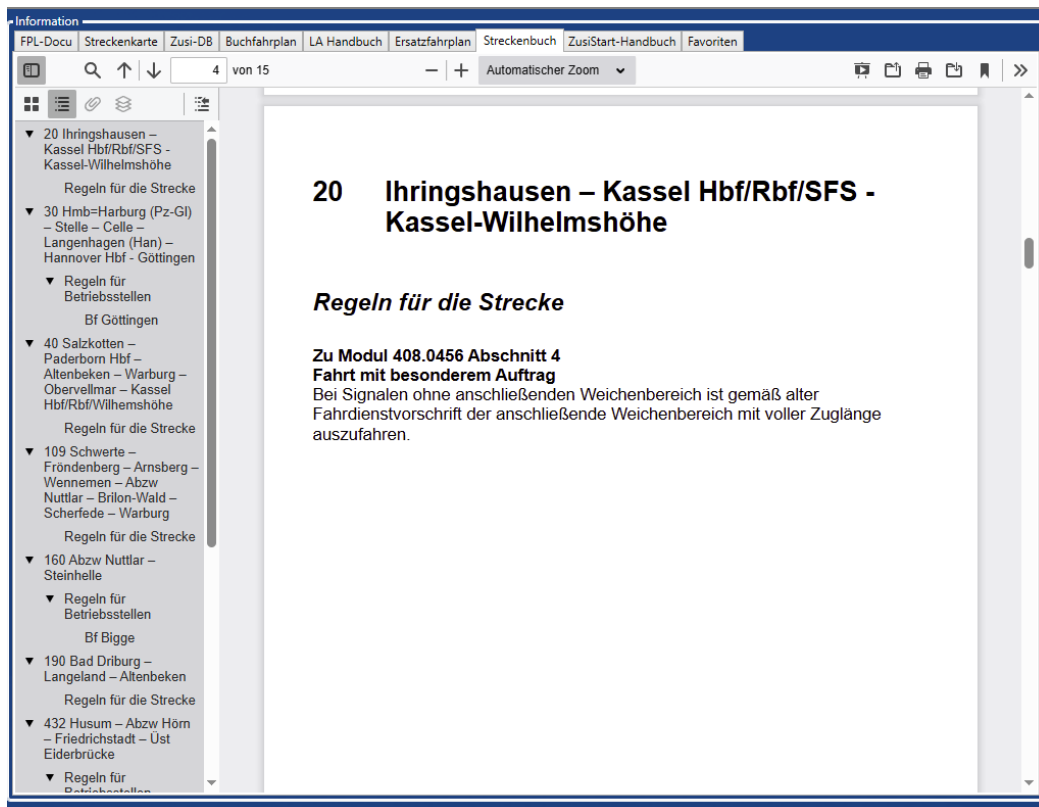 Information
FPL-Docu Streckenkarte Zusi-DB Buchfahrplan LA Handbuch Ersatzfahrplan Streckenbuch ZusiStart-Handbuch Favoriten
4 von 15 Automatischer Zoom
20 Ihringshausen –
Kassel Hbf/Rbf/SFS -
Kassel-Wilhelmshöhe
Regeln für die Strecke
30 Hmb=Harburg (Pz-Gl)
– Stelle – Celle –
Langenhagen (Han) –
Hannover Hbf - Göttingen
Regeln für
Betriebsstellen
Bf Göttingen
40 Salzkotten –
Paderborn Hbf –
Altenbeken – Warburg –
Obervellmar – Kassel
Hbf/Rbf/Wilhemshöhe
Regeln für die Strecke
109 Schwerte –
Fröndenberg – Arnsberg –
Wennemen – Abzw
Nuttlar – Brilon-Wald –
Scherfede – Warburg
Regeln für die Strecke
160 Abzw Nuttlar –
Steinhelle
Regeln für
Betriebsstellen
Bf Bigge
190 Bad Driburg –
Langeland – Altenbeken
Regeln für die Strecke
432 Husum – Abzw Hörn
– Friedrichstadt – Üst
Eiderbrücke
Regeln für
Betriebsstellen
20 Ihringshausen – Kassel Hbf/Rbf/SFS -
Kassel-Wilhelmshöhe
Regeln für die Strecke
Zu Modul 408.0456 Abschnitt 4
Fahrt mit besonderem Auftrag
Bei Signalen ohne anschließenden Weichenbereich ist gemäß alter
Fahrdienstvorschrift der anschließende Weichenbereich mit voller Zuglänge
auszufahren.